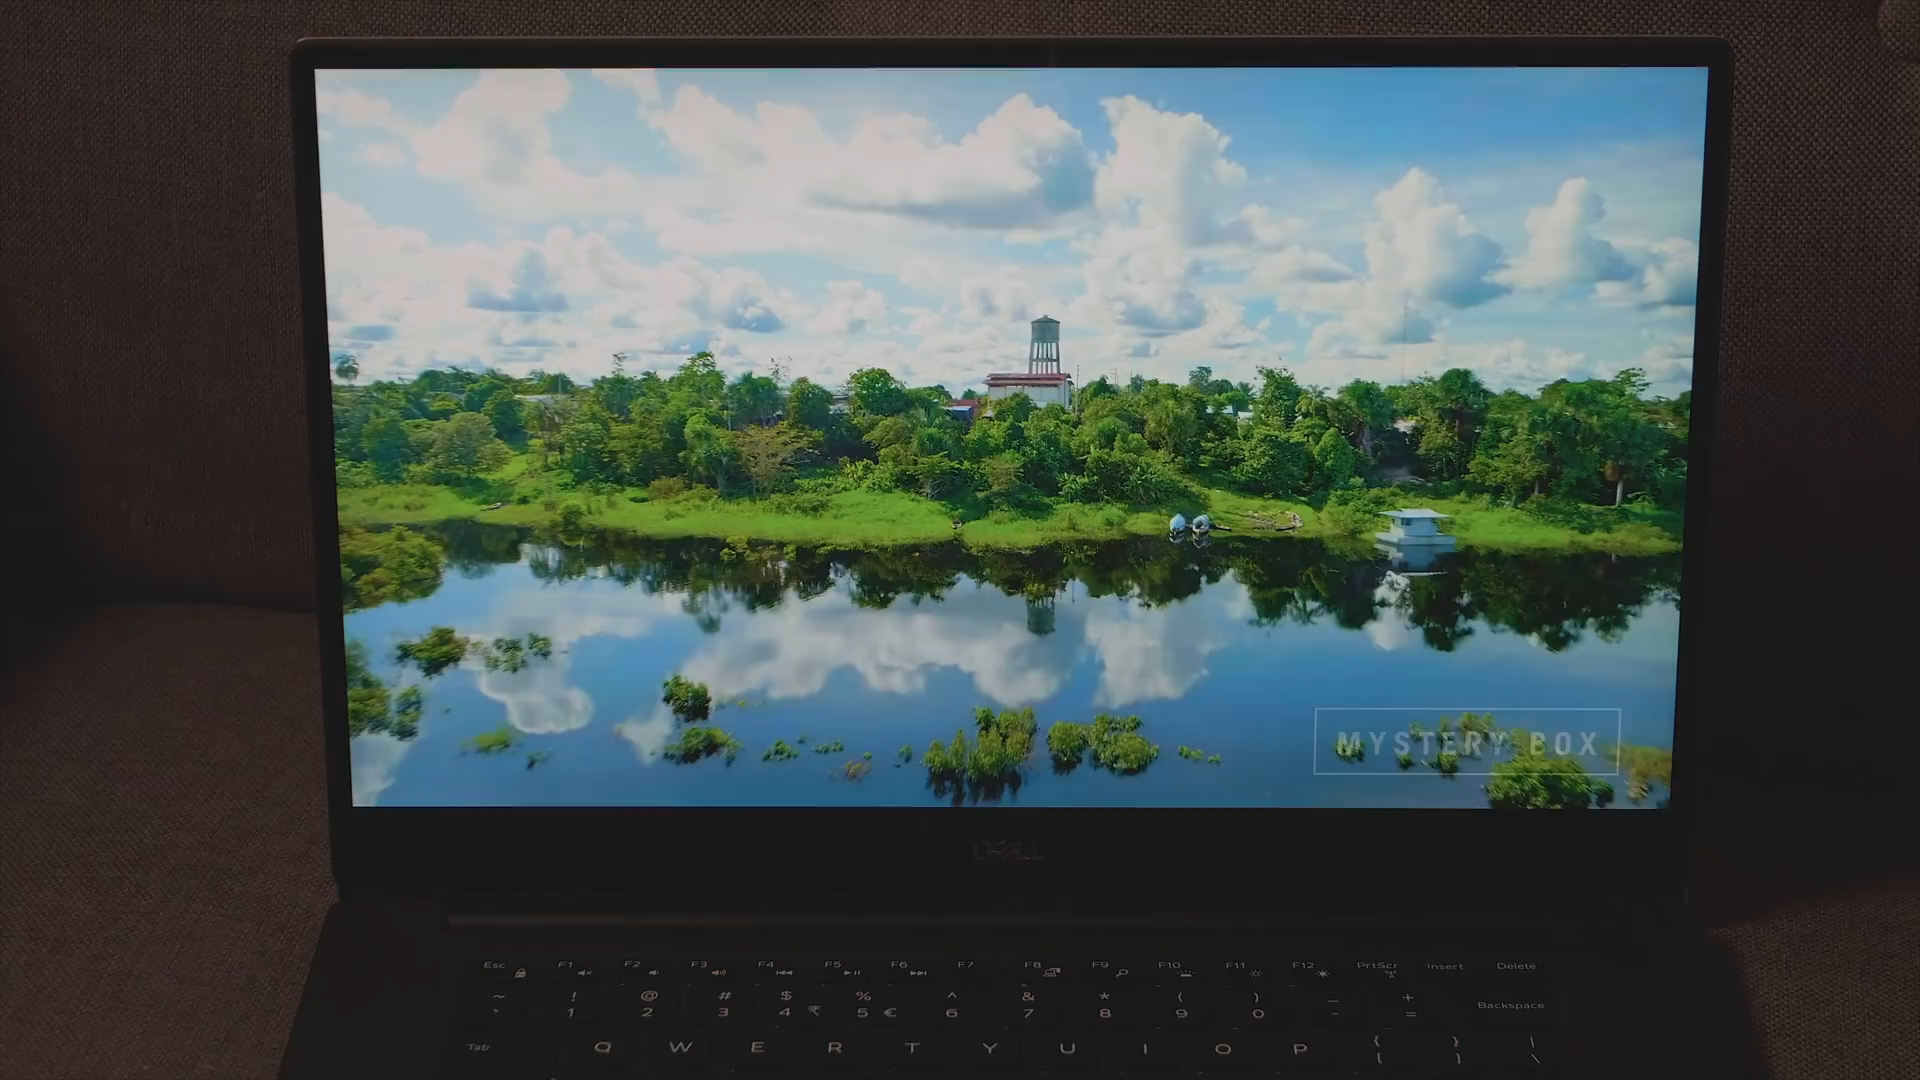 MYSTERY BOX
DELL
Esc F1 F2 F3 F4 F5 F6 F7 F8 F9 F10 F11 F12 PrtScr Insert Delete
~ ! @ # $ % ^ & * ( ) _ + Backspace
` 1 2 3 4 ₹ 5 € 6 7 8 9 0 - =
Tab Q W E R T Y U I O P { } |
[ ] \